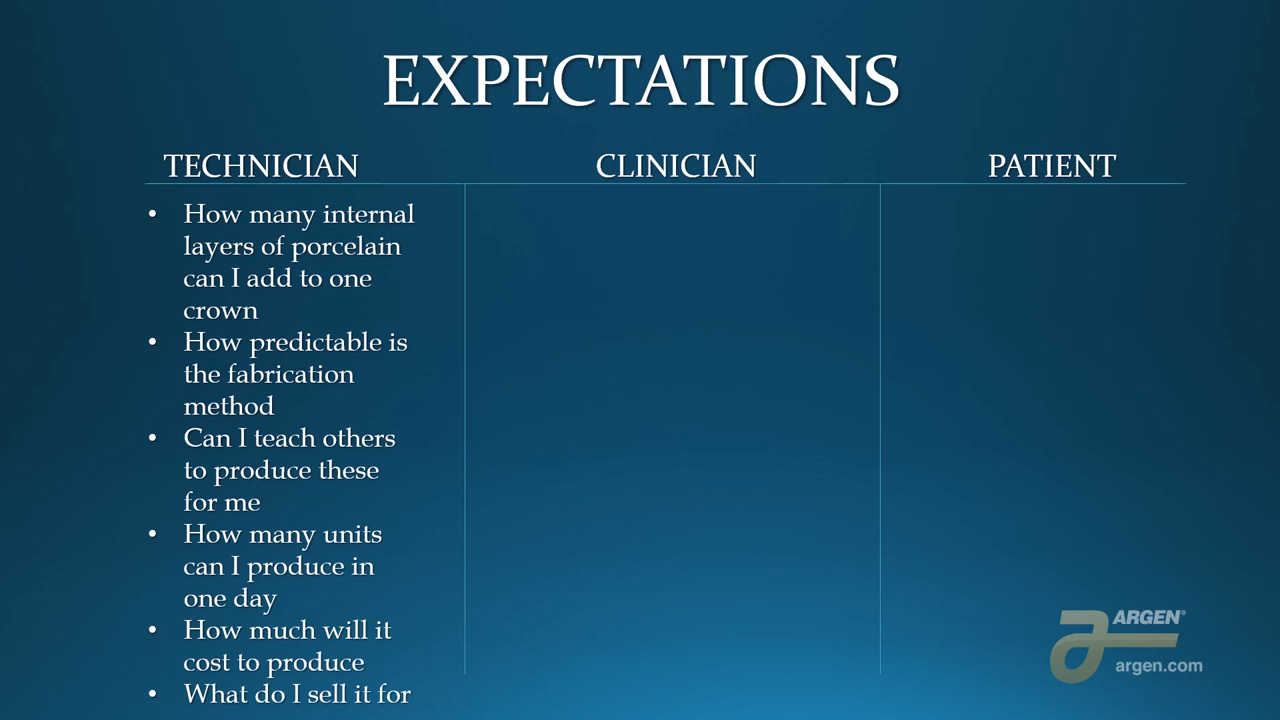 EXPECTATIONS
TECHNICIAN
CLINICIAN
PATIENT
• How many internal
layers of porcelain
can I add to one
crown
• How predictable is
the fabrication
method
• Can I teach others
to produce these
for me
• How many units
can I produce in
one day
• How much will it
cost to produce
• What do I sell it for
ARGEN®
argen.com